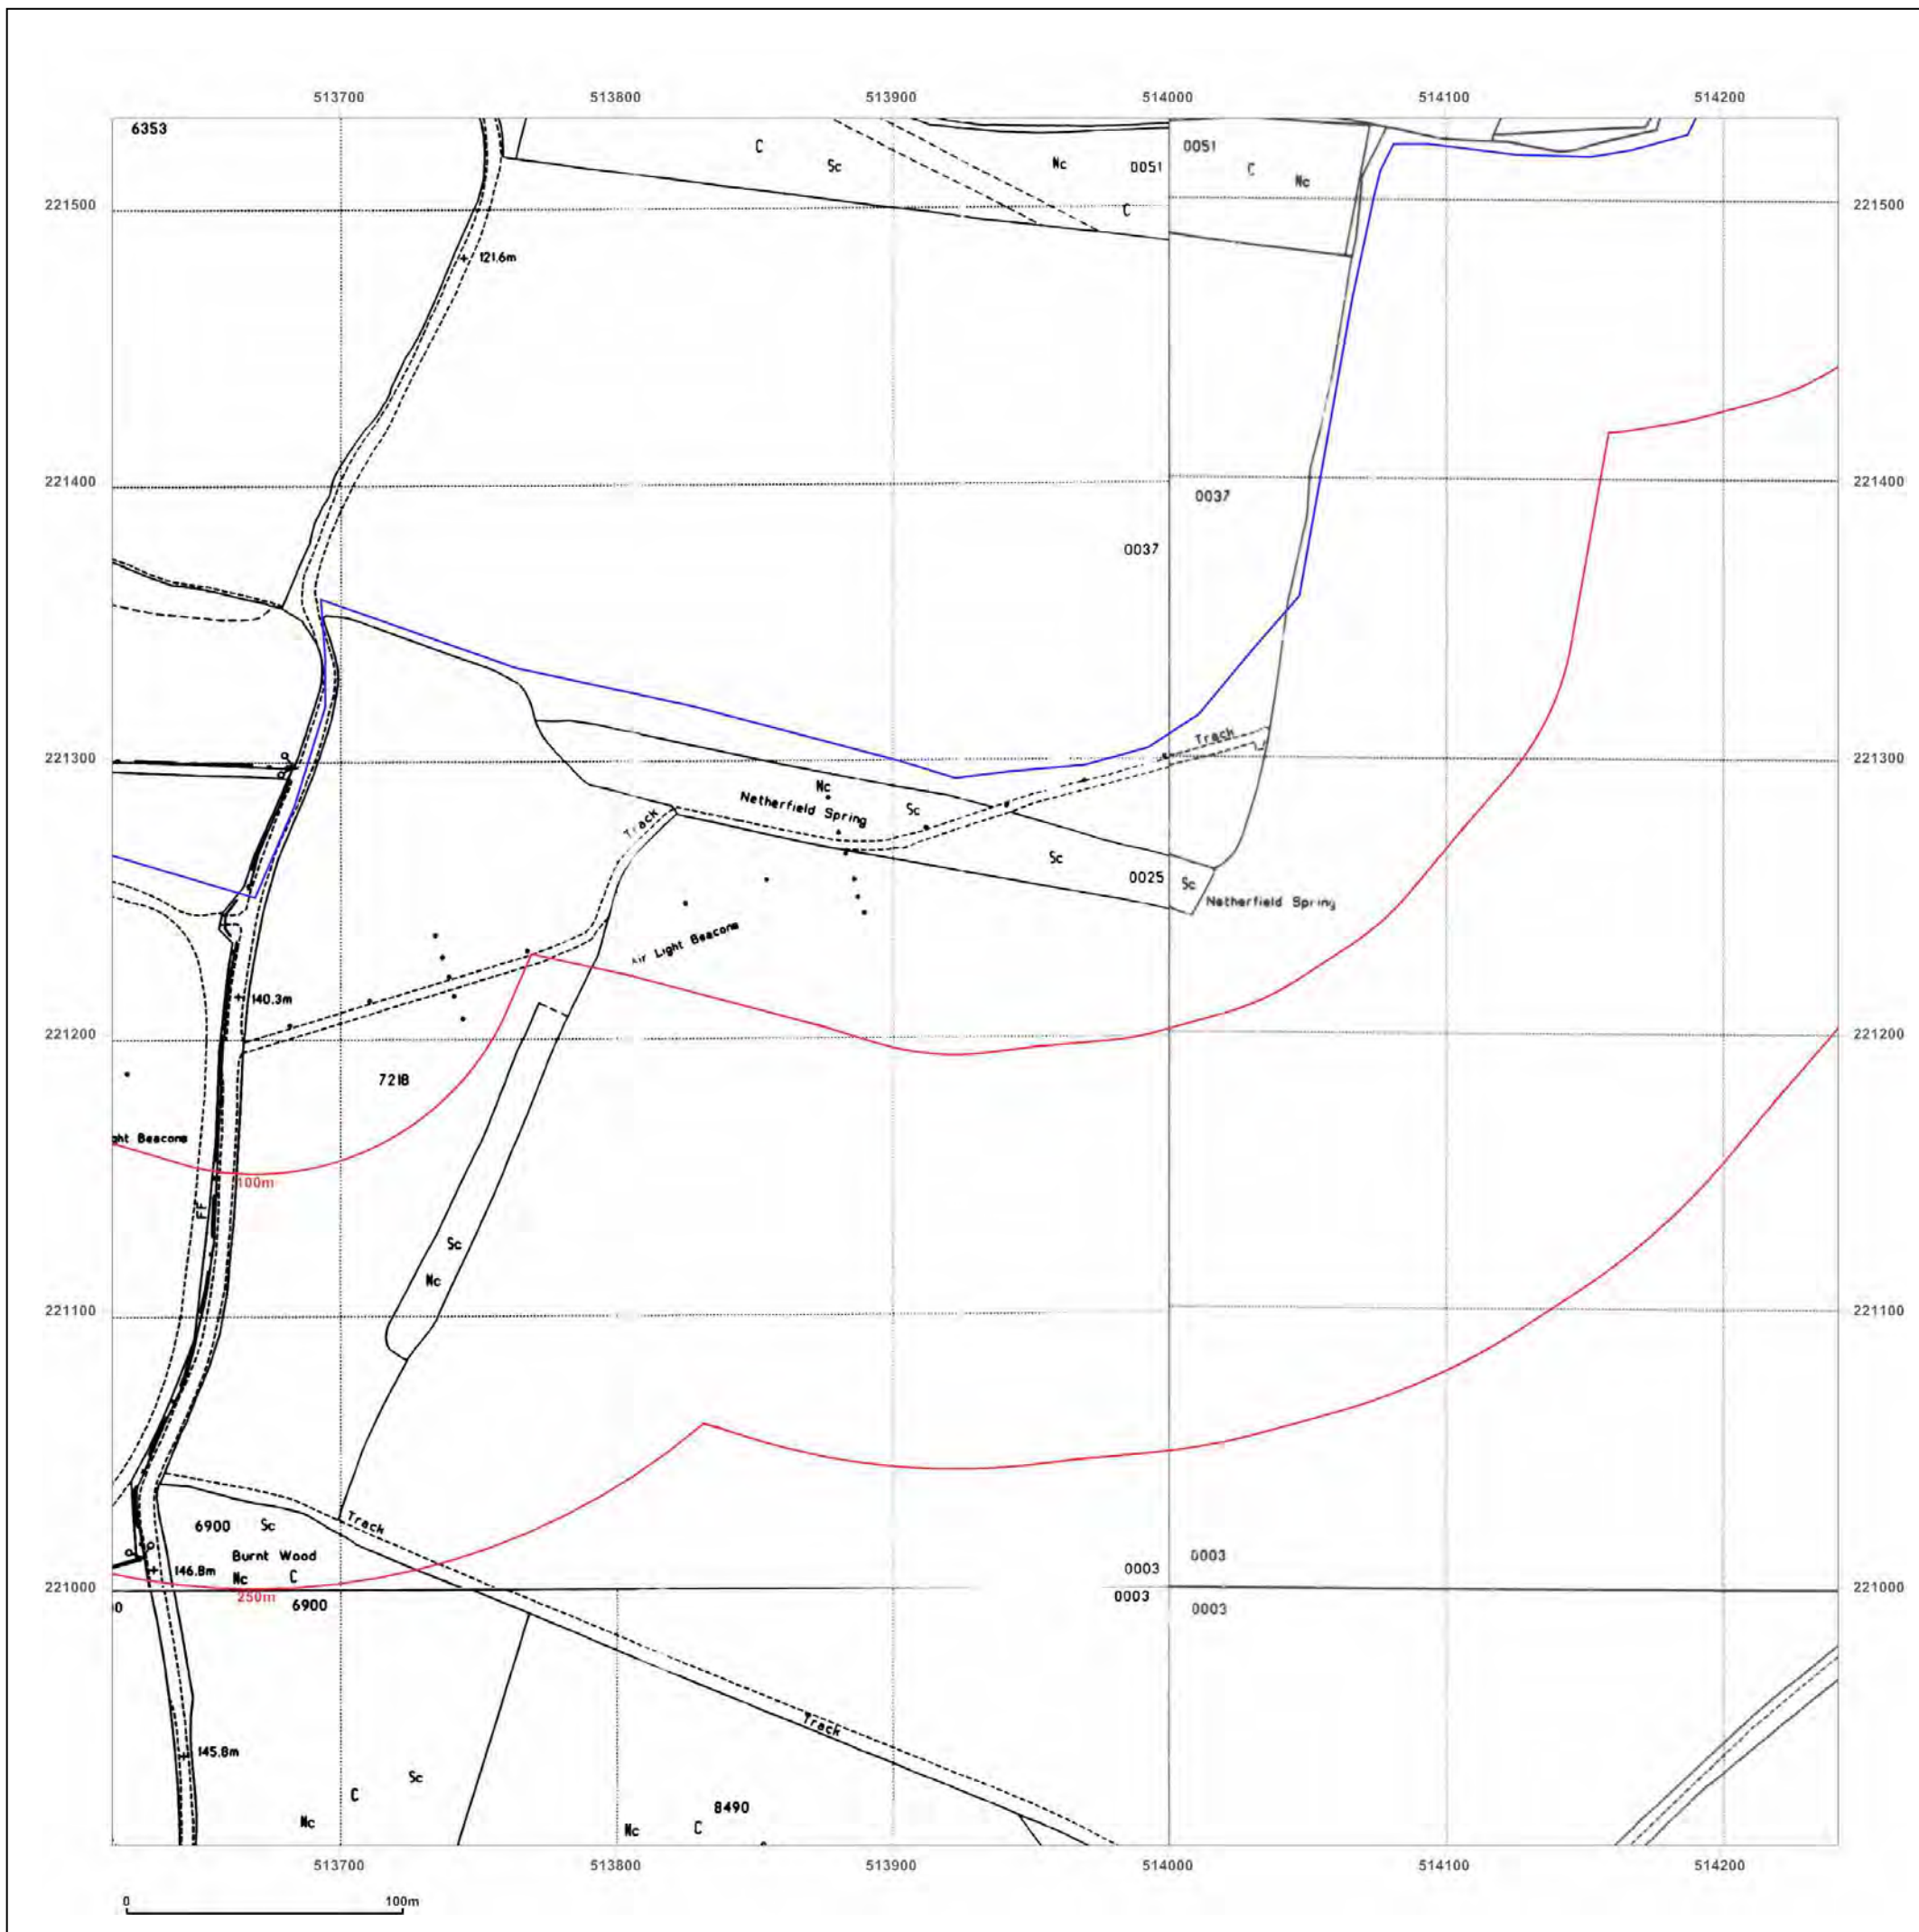 513700 513800 513900 514000 514100 514200
6353
C
Sc
Nc
0051
C
0051
C
Nc
221500
221500
121.6m
221400
221400
0037
0037
221300
221300
Track
Nc
Netherfield Spring
Sc
Track
Sc
0025
Sc
Netherfield Spring
Air Light Beacons
140.3m
221200
221200
7218
ght Beacons
100m
FF
Sc
Nc
221100
221100
Track
6900
Sc
Burnt Wood
146.8m
Nc
C
0003
0003
221000
221000
250m
6900
0003
0003
Track
145.8m
Sc
C
Nc
8490
Nc
C
513700 513800 513900 514000 514100 514200
0 100m